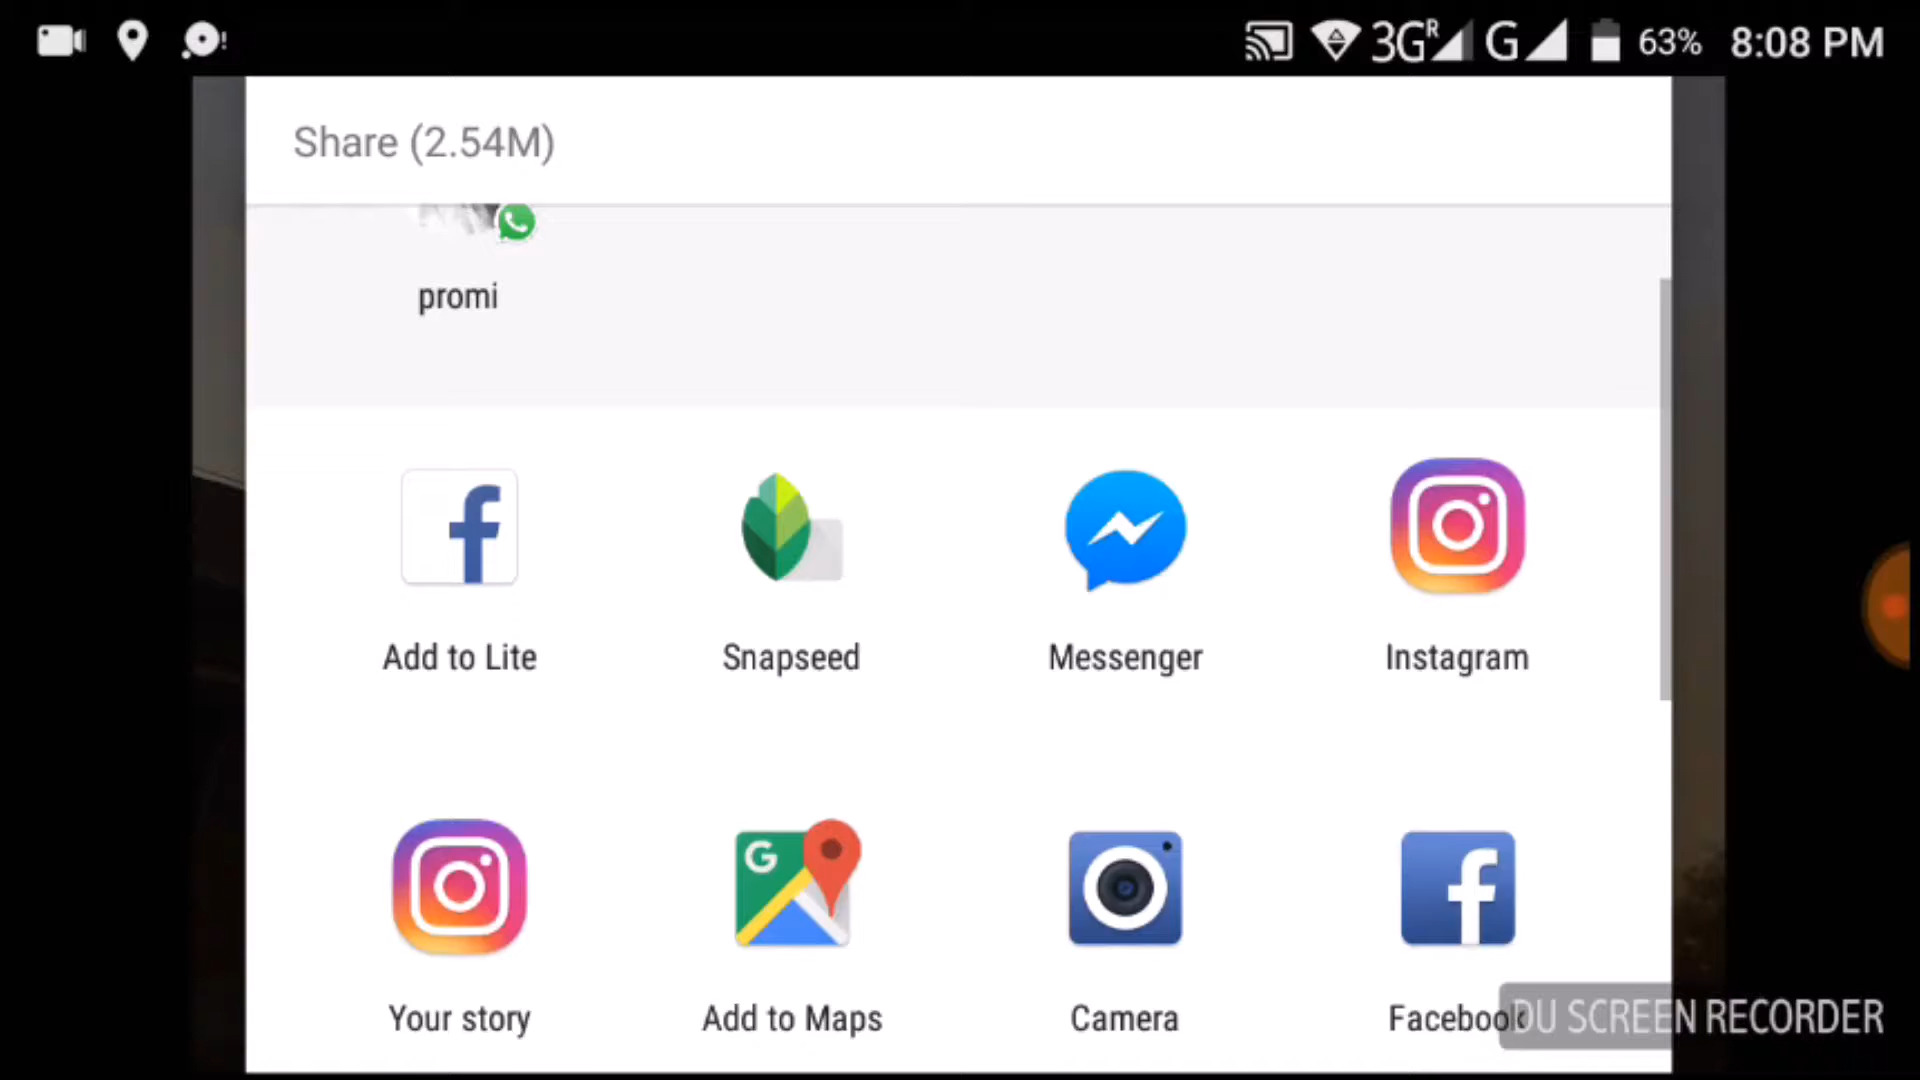 3G R G 63% 8:08 PM
Share (2.54M)
promi
Add to Lite Snapseed Messenger Instagram
Your story Add to Maps Camera Facebook
DU SCREEN RECORDER